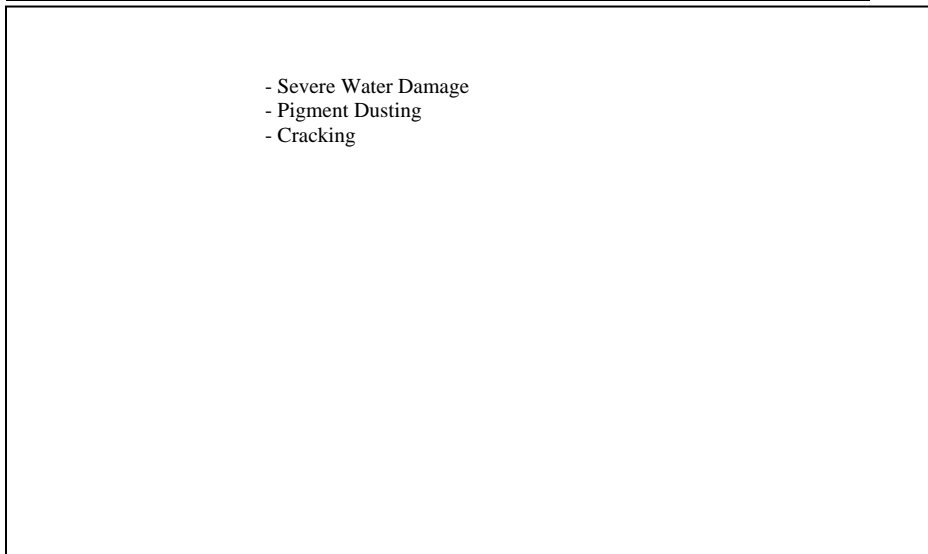 - Severe Water Damage
- Pigment Dusting
- Cracking